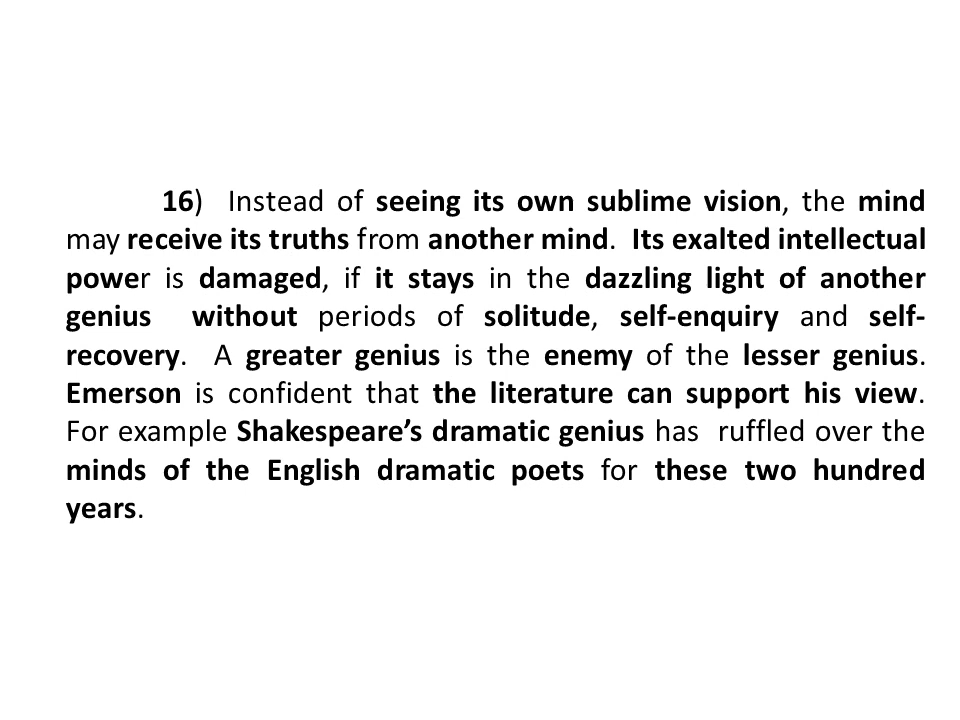 16) Instead of seeing its own sublime vision, the mind
may receive its truths from another mind. Its exalted intellectual
power is damaged, if it stays in the dazzling light of another
genius without periods of solitude, self-enquiry and self-
recovery. A greater genius is the enemy of the lesser genius.
Emerson is confident that the literature can support his view.
For example Shakespeare’s dramatic genius has ruffled over the
minds of the English dramatic poets for these two hundred
years.